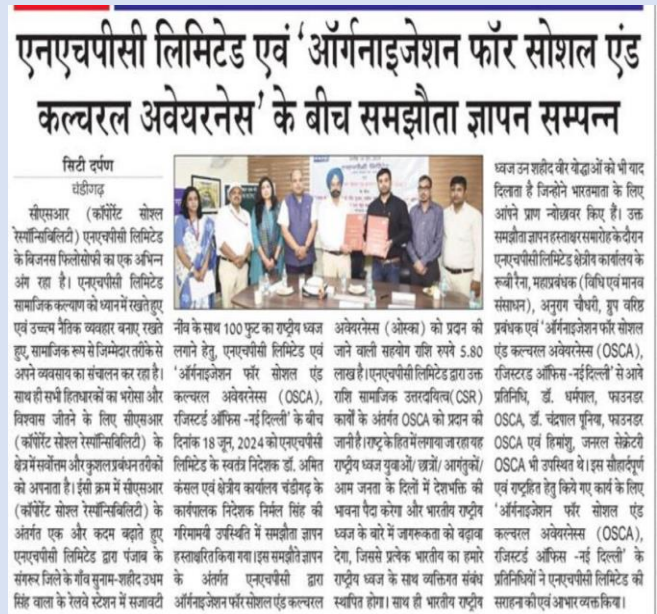 एनएचपीसी लिमिटेड एवं ‘ऑर्गनाइजेशन फॉर सोशल एंड
कल्चरल अवेयरनेस’ के बीच समझौता ज्ञापन सम्पन्न
सिटी दर्पण
चंडीगढ़
सीएसआर (कॉर्पोरेट सोश्ल
रेस्पॉन्सिबिलिटी) एनएचपीसी लिमिटेड
के बिजनस फिलीसोफी का एक अभिन्न
अंग रहा है। एनएचपीसी लिमिटेड
सामाजिक कल्याण को ध्यान में रखते हुए
एवं उच्चत्म नैतिक व्यवहार बनाए रखते
हुए, सामाजिक रूप से जिम्मेदार तरीके से
अपने व्यवसाय का संचालन कर रहा है।
साथ ही सभी हितधारकों का भरोसा और
विश्वास जीतने के लिए सीएसआर
(कॉर्पोरेट सोश्ल रेस्पॉन्सिबिलिटी) के
क्षेत्र में सर्वोत्तम और कुशल प्रबंधन तरीकों
को अपनाता है। ईसी क्रम में सीएसआर
(कॉर्पोरेट सोश्ल रेस्पॉन्सिबिलिटी) के
अंतर्गत एक और कदम बढ़ाते हुए
एनएचपीसी लिमिटेड द्वारा पंजाब के
संगरूर जिले के गाँव सुनाम-शहीद उधम
सिंह वाला के रेलवे स्टेशन में सजावटी
नीव के साथ 100 फुट का राष्ट्रीय ध्वज
लगाने हेतु, एनएचपीसी लिमिटेड एवं
‘ऑर्गनाइजेशन फॉर सोशल एंड
कल्चरल अवेयरनेस (OSCA),
रजिस्टर्ड ऑफिस -नई दिल्ली’ के बीच
दिनांक 18 जून, 2024 को एनएचपीसी
लिमिटेड के स्वतंत्र निदेशक डॉ. अमित
कंसल एवं क्षेत्रीय कार्यालय चंडीगढ के
कार्यपालक निदेशक निर्मल सिंह की
गरिमामयी उपस्थिति में समझौता ज्ञापन
हस्ताक्षरित किया गया। इस समझौते ज्ञापन
के अंतर्गत एनएचपीसी द्वारा
ऑर्गनाईजेशन फॉर सोशल एंड कल्चरल
अवेयरनेस्स (ओस्का) को प्रदान की
जाने वाली सहयोग राशि रुपये 5.80
लाख है। एनएचपीसी लिमिटेड द्वारा उक्त
राशि सामाजिक उत्तरदायित्व(CSR)
कार्यों के अंतर्गत OSCA को प्रदान की
जानी है। राष्ट्र के हित में लगाया जा रहा यह
राष्ट्रीय ध्वज युवाओं/ छात्रों/ आगंतुकों/
आम जनता के दिलों में देशभक्ति की
भावना पैदा करेगा और भारतीय राष्ट्रीय
ध्वज के बारे में जागरूकता को बढ़ावा
देगा, जिससे प्रत्येक भारतीय का हमारे
राष्ट्रीय ध्वज के साथ व्यक्तिगत संबंध
स्थापित होगा। साथ ही भारतीय राष्ट्रीय
ध्वज उन शहीद वीर योद्धाओं को भी याद
दिलाता है जिन्होने भारतमाता के लिए
आंपने प्राण न्योछावर किए हैं। उक्त
समझौता ज्ञापन हस्ताक्षर समारोह के दौरान
एनएचपीसी लिमिटेड क्षेत्रीय कार्यालय के
रूबी रैना, महाप्रबंधक (विधि एवं मानव
संसाधन), अनुराग चौधरी, ग्रुप वरिष्ठ
प्रबंधक एवं ‘ऑर्गनाइजेशन फॉर सोशल
एंड कल्चरल अवेयरनेस (OSCA),
रजिस्टरड ऑफिस -नई दिल्ली’ से आये
प्रतिनिधि, डॉ. धर्मपाल, फाउनडर
OSCA, डॉ. चंद्रपाल पूनिया, फाउनडर
OSCA एवं हिमांशु, जनरल सेक्रेटरी
OSCA भी उपस्थित थे। इस सौहार्दपूर्ण
एवं राष्ट्रहित हेतु किये गए कार्य के लिए
‘ऑर्गनाइजेशन फॉर सोशल एंड
कल्चरल अवेयरनेस (OSCA),
रजिस्टर्ड ऑफिस -नई दिल्ली’ के
प्रतिनिधियों ने एनएचपीसी लिमिटेड की
सराहना की एवं आभार व्यक्त किया।